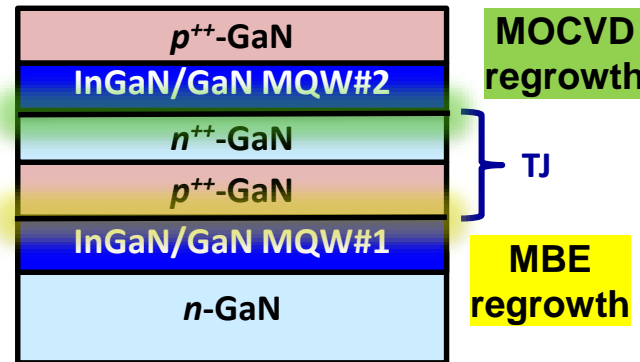 p++-GaN
InGaN/GaN MQW#2
n++-GaN
p++-GaN
InGaN/GaN MQW#1
n-GaN
MOCVD
regrowth
TJ
MBE
regrowth